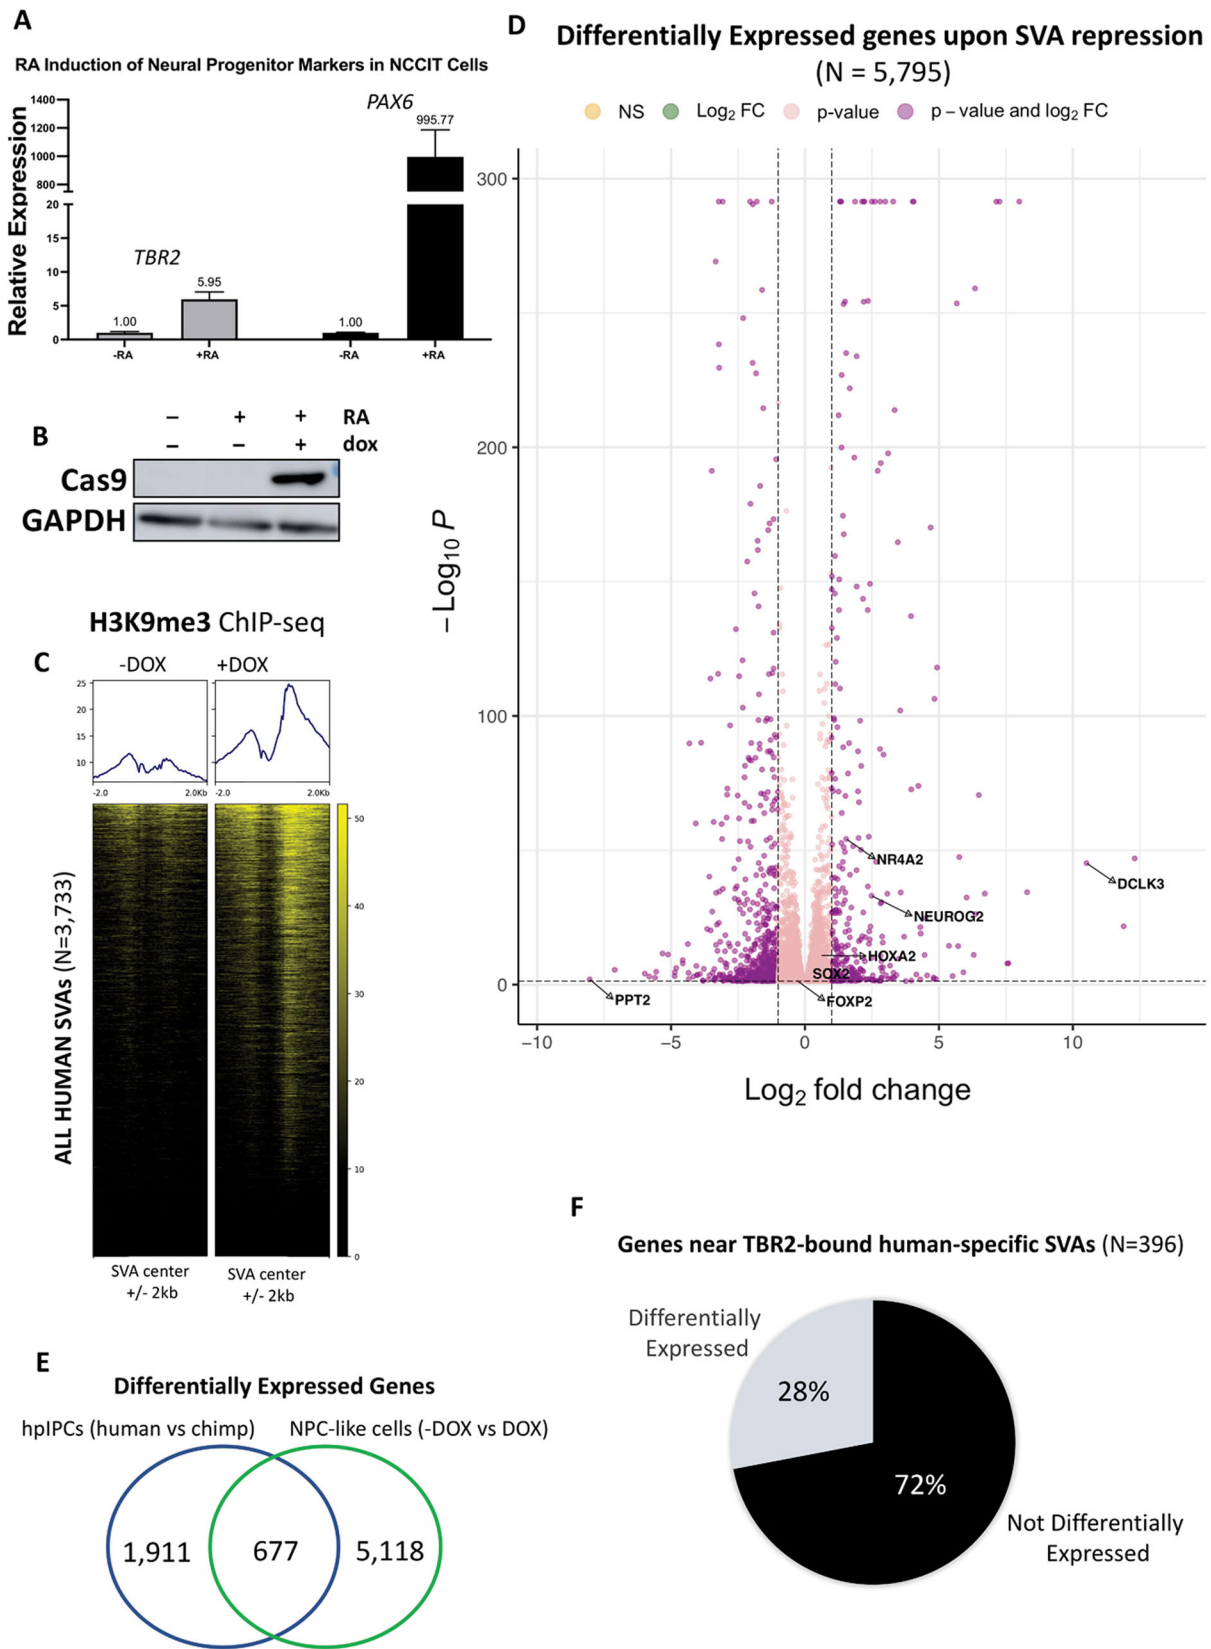 A
RA Induction of Neural Progenitor Markers in NCCIT Cells
Relative Expression
1400
1200
1000
800
20
15
10
5
0
TBR2
PAX6
1.00
5.95
1.00
995.77
-RA
+RA
-RA
+RA
B
– + + RA
– – + dox
Cas9
GAPDH
H3K9me3 ChIP-seq
C
-DOX
+DOX
25
20
15
10
-2.0
2.0Kb
-2.0
2.0Kb
ALL HUMAN SVAs (N=3,733)
50
40
30
20
10
0
SVA center
+/- 2kb
SVA center
+/- 2kb
D
Differentially Expressed genes upon SVA repression
(N = 5,795)
NS
Log2 FC
p-value
p – value and log2 FC
–Log10 P
300
200
100
0
NR4A2
DCLK3
NEUROG2
HOXA2
SOX2
PPT2
FOXP2
–10
–5
0
5
10
Log2 fold change
E
Differentially Expressed Genes
hpIPCs (human vs chimp)
NPC-like cells (-DOX vs DOX)
1,911
677
5,118
F
Genes near TBR2-bound human-specific SVAs (N=396)
Differentially
Expressed
28%
72%
Not Differentially
Expressed